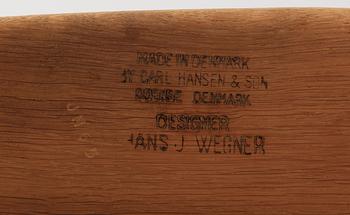 MADE IN DENMARK
BY CARL HANSEN & SØN
ODENSE DENMARK
DESIGNER
HANS J WEGNER